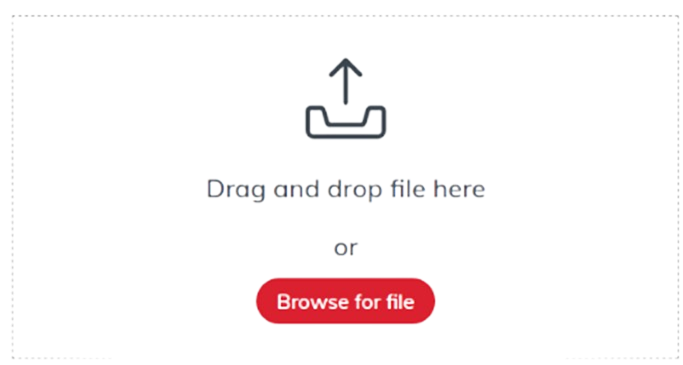 Drag and drop file here
or
Browse for file